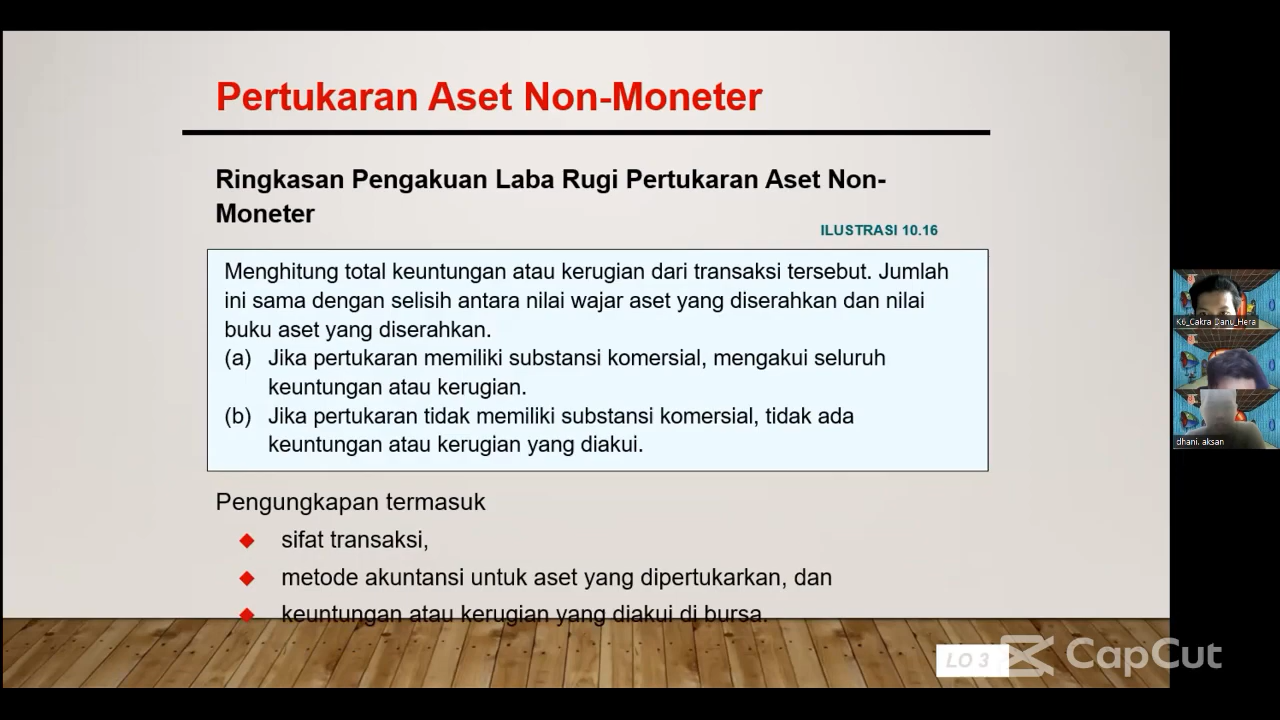 Pertukaran Aset Non-Moneter
Ringkasan Pengakuan Laba Rugi Pertukaran Aset Non-
Moneter
ILUSTRASI 10.16
Menghitung total keuntungan atau kerugian dari transaksi tersebut. Jumlah
ini sama dengan selisih antara nilai wajar aset yang diserahkan dan nilai
buku aset yang diserahkan.
(a) Jika pertukaran memiliki substansi komersial, mengakui seluruh
keuntungan atau kerugian.
(b) Jika pertukaran tidak memiliki substansi komersial, tidak ada
keuntungan atau kerugian yang diakui.
Pengungkapan termasuk
sifat transaksi,
metode akuntansi untuk aset yang dipertukarkan, dan
keuntungan atau kerugian yang diakui di bursa.
LO 3
CapCut
K6_Cakra Danu_Hera
dhani. aksan